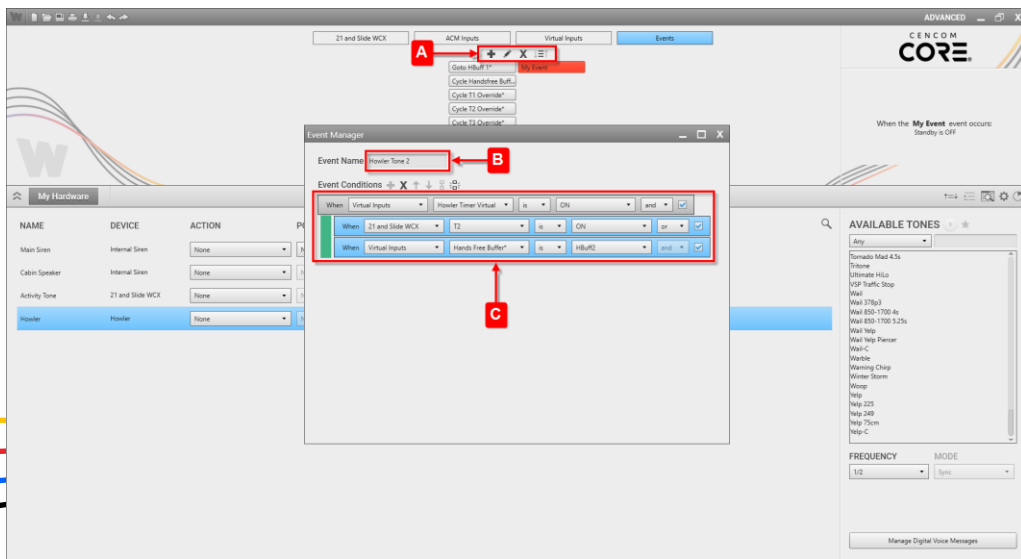 W
ADVANCED
21 and Slide WCX ACM Inputs Virtual Inputs Events
CENCOM
CORE
A
Goto HBuff 1* My Event
Cycle Handsfree Buff...
Cycle T1 Override*
Cycle T2 Override*
Cycle T3 Override*
When the My Event event occurs:
Standby is OFF
W
Event Manager
Event Name Howler Tone 2 B
Event Conditions
When Virtual Inputs Howler Timer Virtual is ON and
When 21 and Slide WCX T2 is ON or
When Virtual Inputs Hands Free Buffer* is HBuff2 and
C
My Hardware
NAME DEVICE ACTION
Main Siren Internal Siren None
Cabin Speaker Internal Siren None
Activity Tone 21 and Slide WCX None
Howler Howler None
AVAILABLE TONES
Any
Tornado Mad 4.5s
Tritone
Ultimate HiLo
VSP Traffic Stop
Wail
Wail 378p3
Wail 850-1700 4s
Wail 850-1700 5.25s
Wail Yelp
Wail Yelp Piercer
Wail-C
Warble
Warning Chirp
Winter Storm
Woop
Yelp
Yelp 225
Yelp 249
Yelp 75cm
Yelp-C
FREQUENCY MODE
1/2 Sync
Manage Digital Voice Messages